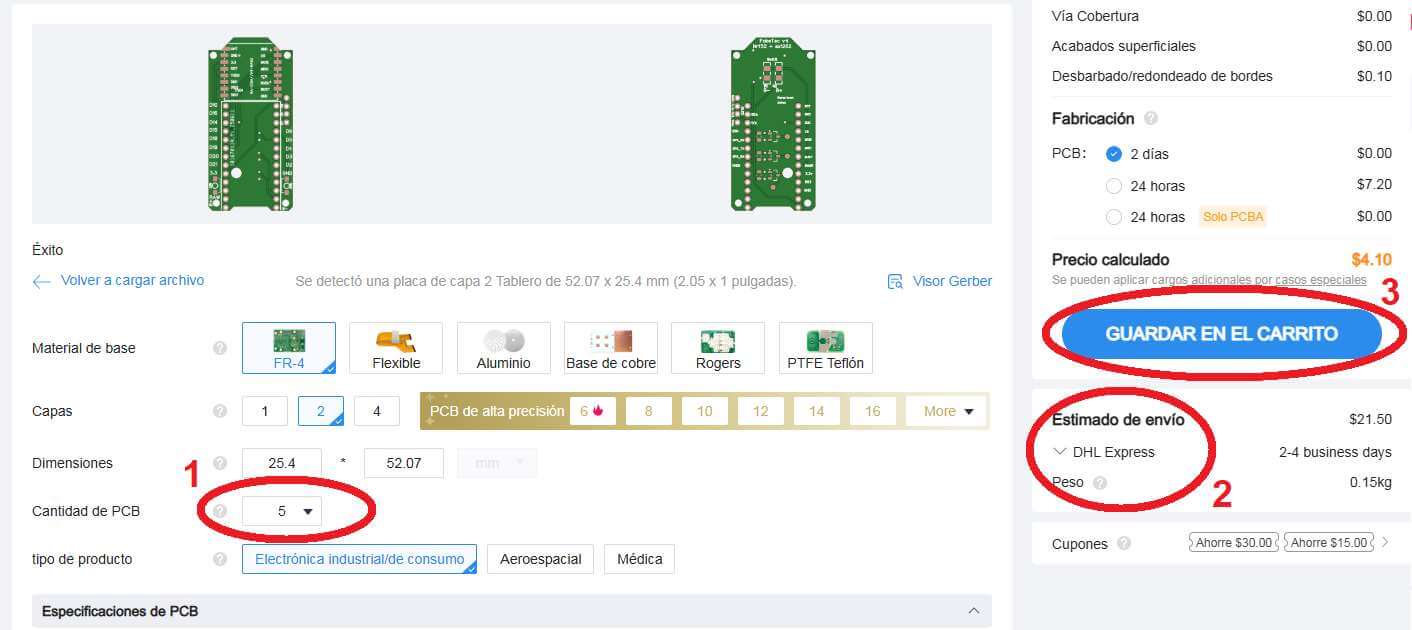 FakeTec v4
Éxito
Volver a cargar archivo
Se detectó una placa de capa 2 Tablero de 52.07 x 25.4 mm (2.05 x 1 pulgadas).
Visor Gerber
Material de base ?
FR-4
Flexible
Aluminio
Base de cobre
Rogers
PTFE Teflón
Capas ? 1 2 4
PCB de alta precisión 6 8 10 12 14 16 More
Dimensiones ? 25.4 * 52.07 mm
1
Cantidad de PCB ? 5
tipo de producto ? Electrónica industrial/de consumo Aeroespacial Médica
Especificaciones de PCB
Vía Cobertura $0.00
Acabados superficiales $0.00
Desbarbado/redondeado de bordes $0.10
Fabricación ?
PCB: 2 días $0.00
24 horas $7.20
24 horas Solo PCBA $0.00
Precio calculado $4.10
Se pueden aplicar cargos adicionales por casos especiales
3
GUARDAR EN EL CARRITO
Estimado de envío $21.50
DHL Express 2-4 business days
Peso ? 0.15kg
2
Cupones ? Ahorre $30.00 Ahorre $15.00